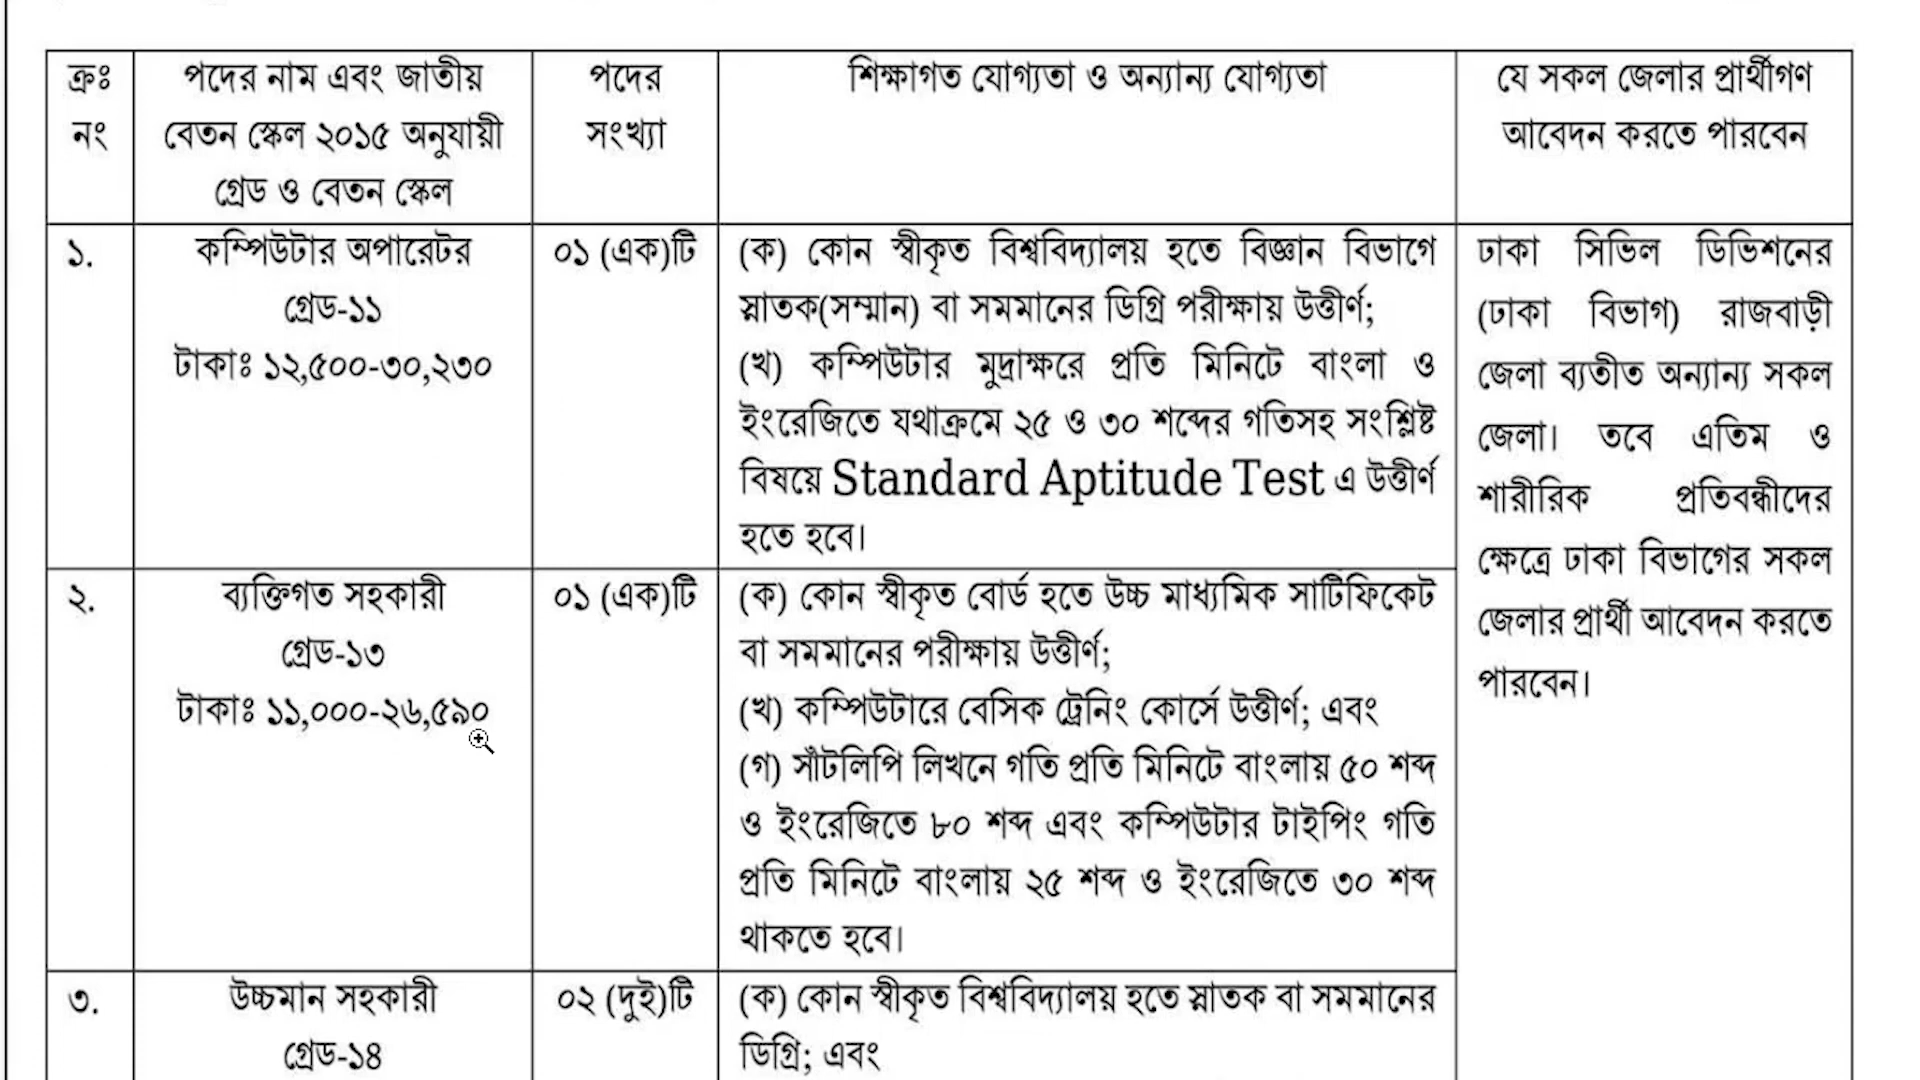 ক্রঃ নং
পদের নাম এবং জাতীয় বেতন স্কেল ২০১৫ অনুযায়ী গ্রেড ও বেতন স্কেল
পদের সংখ্যা
শিক্ষাগত যোগ্যতা ও অন্যান্য যোগ্যতা
যে সকল জেলার প্রার্থীগণ আবেদন করতে পারবেন
১.
কম্পিউটার অপারেটর
গ্রেড-১১
টাকাঃ ১২,৫০০-৩০,২৩০
০১ (এক)টি
(ক) কোন স্বীকৃত বিশ্ববিদ্যালয় হতে বিজ্ঞান বিভাগে
স্নাতক(সম্মান) বা সমমানের ডিগ্রি পরীক্ষায় উত্তীর্ণ;
(খ) কম্পিউটার মুদ্রাক্ষরে প্রতি মিনিটে বাংলা ও
ইংরেজিতে যথাক্রমে ২৫ ও ৩০ শব্দের গতিসহ সংশ্লিষ্ট
বিষয়ে Standard Aptitude Test এ উত্তীর্ণ
হতে হবে।
ঢাকা সিভিল ডিভিশনের
(ঢাকা বিভাগ) রাজবাড়ী
জেলা ব্যতীত অন্যান্য সকল
জেলা। তবে এতিম ও
শারীরিক প্রতিবন্ধীদের
ক্ষেত্রে ঢাকা বিভাগের সকল
জেলার প্রার্থী আবেদন করতে
পারবেন।
২.
ব্যক্তিগত সহকারী
গ্রেড-১৩
টাকাঃ ১১,০০০-২৬,৫৯০
০১ (এক)টি
(ক) কোন স্বীকৃত বোর্ড হতে উচ্চ মাধ্যমিক সার্টিফিকেট
বা সমমানের পরীক্ষায় উত্তীর্ণ;
(খ) কম্পিউটারে বেসিক ট্রেনিং কোর্সে উত্তীর্ণ; এবং
(গ) সাঁটলিপি লিখনে গতি প্রতি মিনিটে বাংলায় ৫০ শব্দ
ও ইংরেজিতে ৮০ শব্দ এবং কম্পিউটার টাইপিং গতি
প্রতি মিনিটে বাংলায় ২৫ শব্দ ও ইংরেজিতে ৩০ শব্দ
থাকতে হবে।
৩.
উচ্চমান সহকারী
গ্রেড-১৪
০২ (দুই)টি
(ক) কোন স্বীকৃত বিশ্ববিদ্যালয় হতে স্নাতক বা সমমানের
ডিগ্রি; এবং